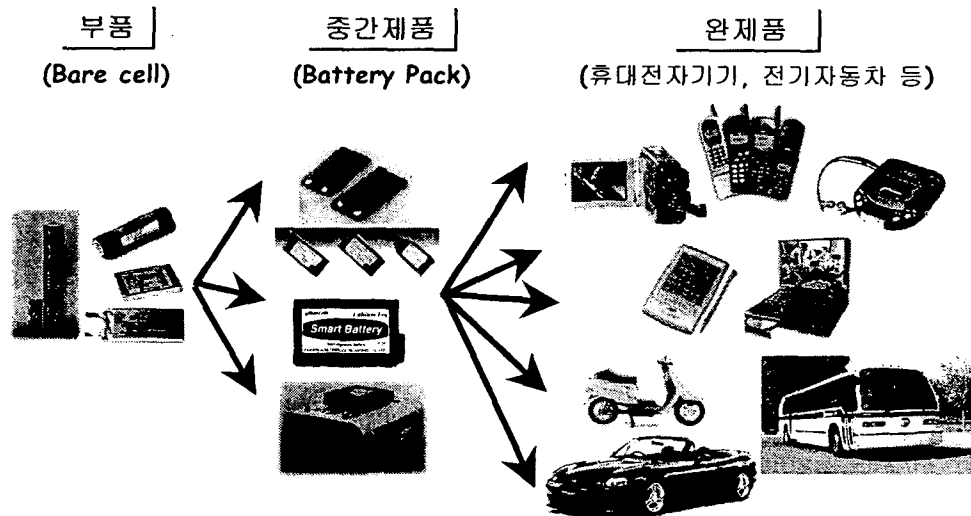 부품
(Bare cell)
중간제품
(Battery Pack)
완제품
(휴대전자기기, 전기자동차 등)
Smart Battery